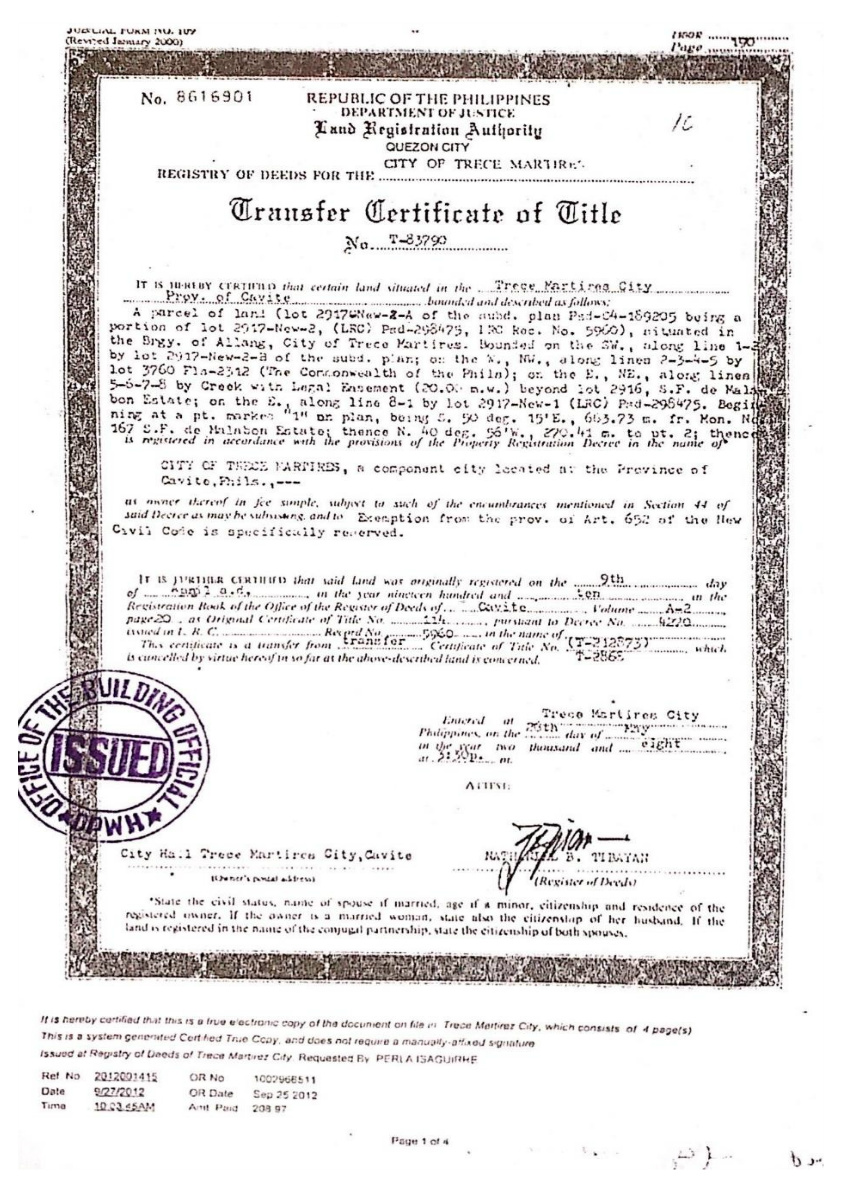 JUDICIAL FORM NO. 109
(Revised January 2000)
Page 190
No. 8616901
REPUBLIC OF THE PHILIPPINES
DEPARTMENT OF JUSTICE
Land Registration Authority
QUEZON CITY
CITY OF TRECE MARTIRES
REGISTRY OF DEEDS FOR THE
Transfer Certificate of Title
No. T-83790
IT IS HEREBY CERTIFIED that certain land situated in the Trece Martires City
Prov. of Cavite bounded and described as follows:
A parcel of land (lot 2917-New-2-A of the subd. plan Psd-04-189205 being a
portion of lot 2917-New-2, (LRC) Psd-298475, LRC Rec. No. 5960), situated in
the Brgy. of Allang, City of Trece Martires. Bounded on the SW., along line 1-2
by lot 2917-New-2-B of the subd. plan; on the W., NW., along lines 2-3-4-5 by
lot 3760 Fls-2312 (The Commonwealth of the Phils); on the E., NE., along lines
5-6-7-8 by Creek with Legal Easement (20.00 m.w.) beyond lot 2916, S.F. de Mala
bon Estate; on the E., along line 8-1 by lot 2917-New-1 (LRC) Psd-298475. Begin
ning at a pt. marked "1" on plan, being S. 50 deg. 15'E., 663.73 m. fr. Mon. No
167 S.F. de Malabon Estate; thence N. 40 deg. 56'W., 270.41 m. to pt. 2; thence
is registered in accordance with the provisions of the Property Registration Decree in the name of*
CITY OF TRECE MARTIRES, a component city located at the Province of
Cavite,Phils.,---
as owner thereof in fee simple, subject to such of the encumbrances mentioned in Section 44 of
said Decree as may be subsisting, and to Exemption from the prov. of Art. 652 of the New
Civil Code is specifically reserved.
IT IS FURTHER CERTIFIED that said land was originally registered on the 9th day
of April a.d., in the year nineteen hundred and ten in the
Registration Book of the Office of the Register of Deeds of Cavite Volume A-2
page 20, as Original Certificate of Title No. 114 pursuant to Decree No. 4220
issued in L. R. C. Record No. 5960 in the name of
This certificate is a transfer from transfer Certificate of Title No. (T-212873) which
T-2868
is cancelled by virtue hereof in so far as the above-described land is concerned.
Entered at Trece Martires City
Philippines, on the day of May
in the year two thousand and eight
at 3:30p. m.
ATTEST:
OFFICE OF THE BUILDING OFFICIAL
ISSUED
DPWH
City Hall Trece Martires City,Cavite
(Owner's postal address)
B. TIBAYAN
(Register of Deeds)
*State the civil status, name of spouse if married, age if a minor, citizenship and residence of the
registered owner. If the owner is a married woman, state also the citizenship of her husband. If the
land is registered in the name of the conjugal partnership, state the citizenship of both spouses.
It is hereby certified that this is a true electronic copy of the document on file in Trece Martirez City, which consists of 4 page(s)
This is a system generated Certified True Copy, and does not require a manually-affixed signature
Issued at Registry of Deeds of Trece Martirez City Requested By PERLA ISAGUIRRE
Ref No 2012001415 OR No 1002966511
Date 9/27/2012 OR Date Sep 25 2012
Time 10:03:45AM Amt Paid 208.97
Page 1 of 4